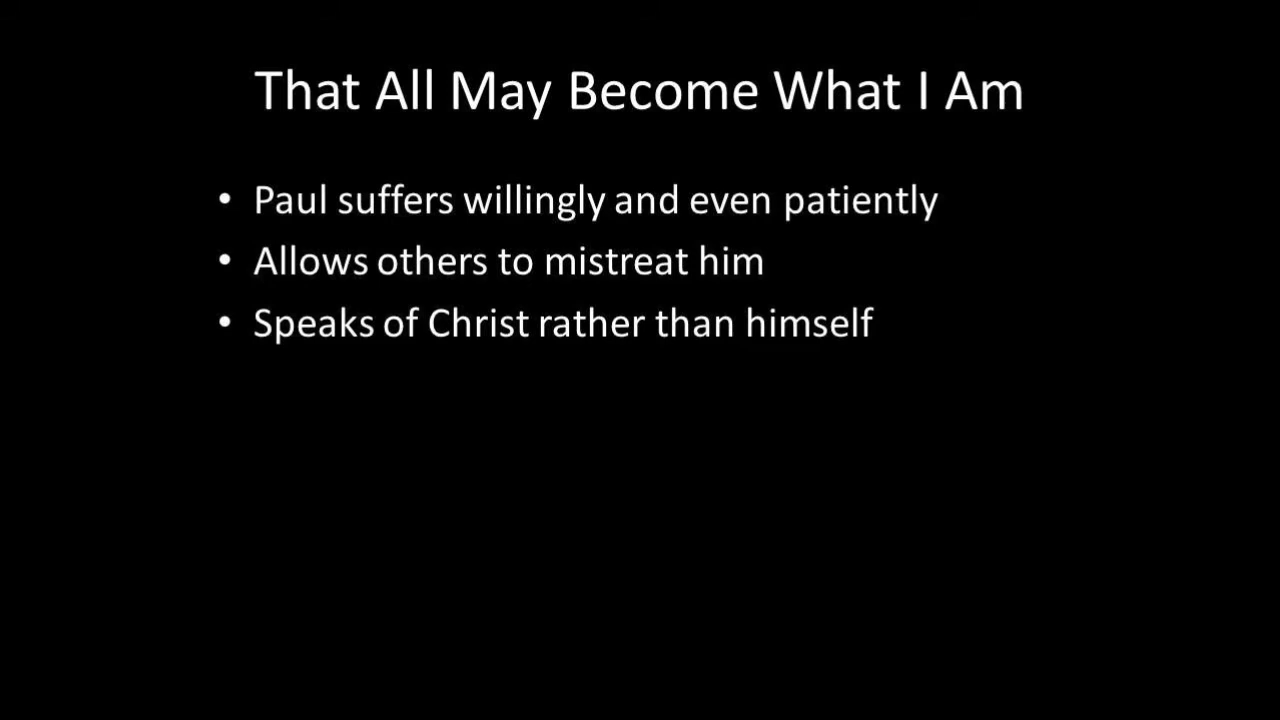 That All May Become What I Am
• Paul suffers willingly and even patiently
• Allows others to mistreat him
• Speaks of Christ rather than himself